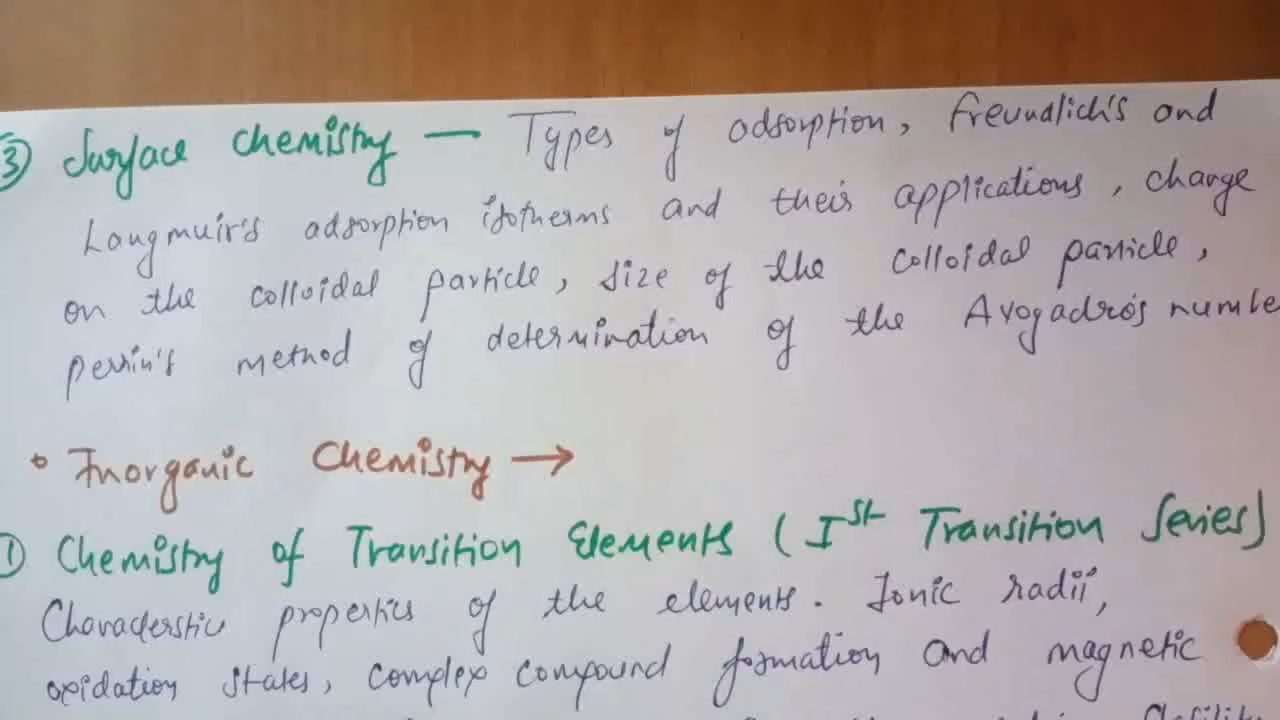 ③ Surface Chemistry — Types of adsorption, Freundlich's and
Langmuir's adsorption isotherms and their applications, charge
on the colloidal particle, size of the colloidal particle,
perrin's method of determination of the Avogadro's numbe
• Inorganic Chemistry →
① Chemistry of Transition Elements (Ist Transition Series)
Characterstic properties of the elements. Ionic radii,
oxidation states, complex compound formation and magnetic